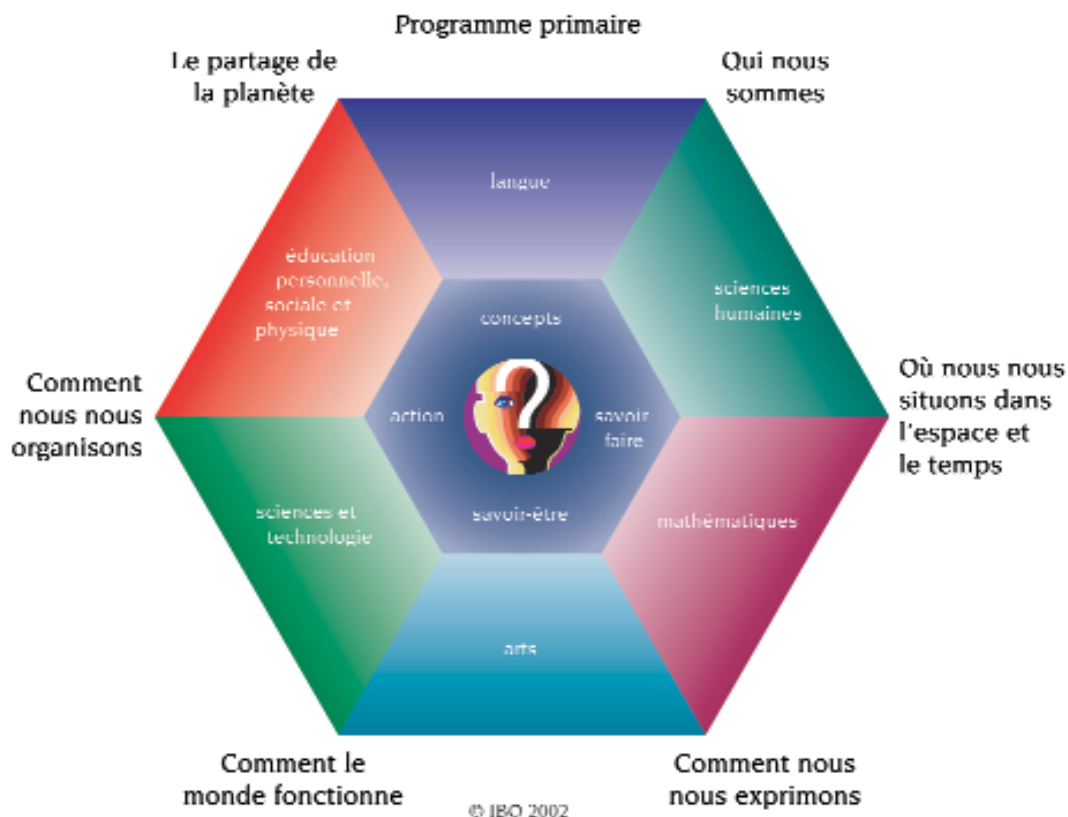 Programme primaire
Le partage de
la planète
Qui nous
sommes
langue
éducation
personnelle,
sociale et
physique
sciences
humaines
concepts
action
savoir
faire
savoir-être
Comment
nous nous
organisons
Où nous nous
situons dans
l'espace et
le temps
sciences et
technologie
mathématiques
arts
Comment le
monde fonctionne
Comment nous
nous exprimons
© IBO 2002